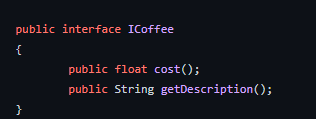 public interface ICoffee
{
        public float cost();
        public String getDescription();
}